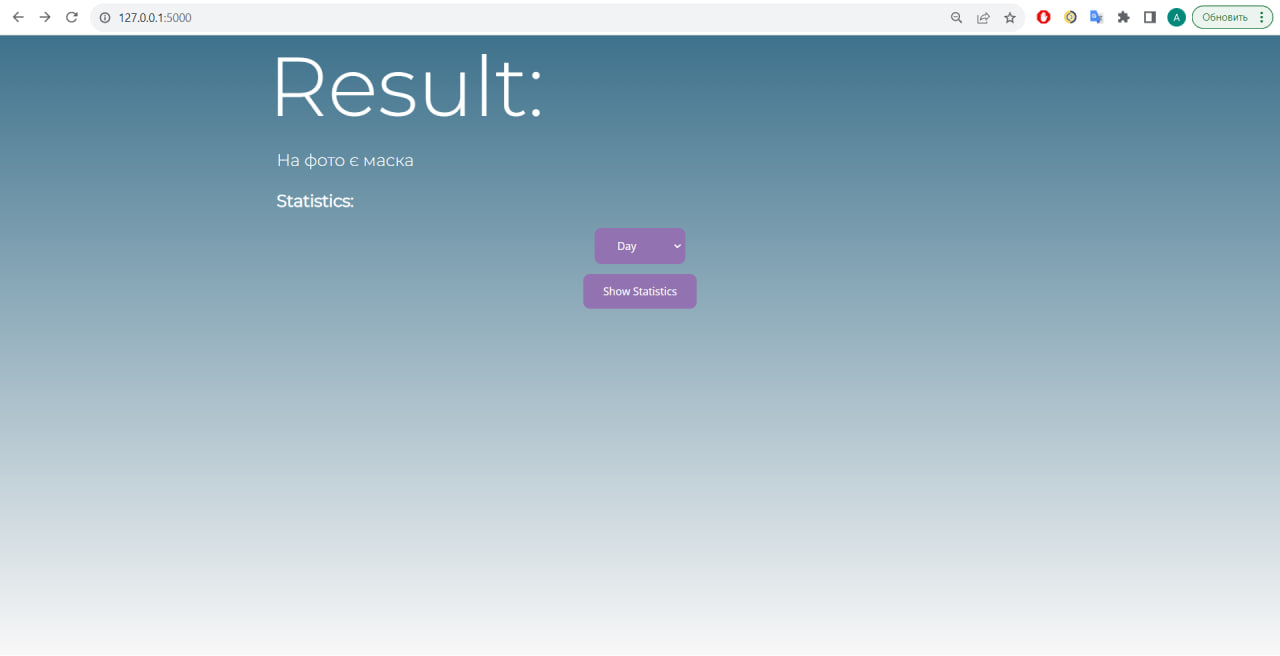 127.0.0.1:5000
A
Обновить
Result:
На фото є маска
Statistics:
Day
Show Statistics